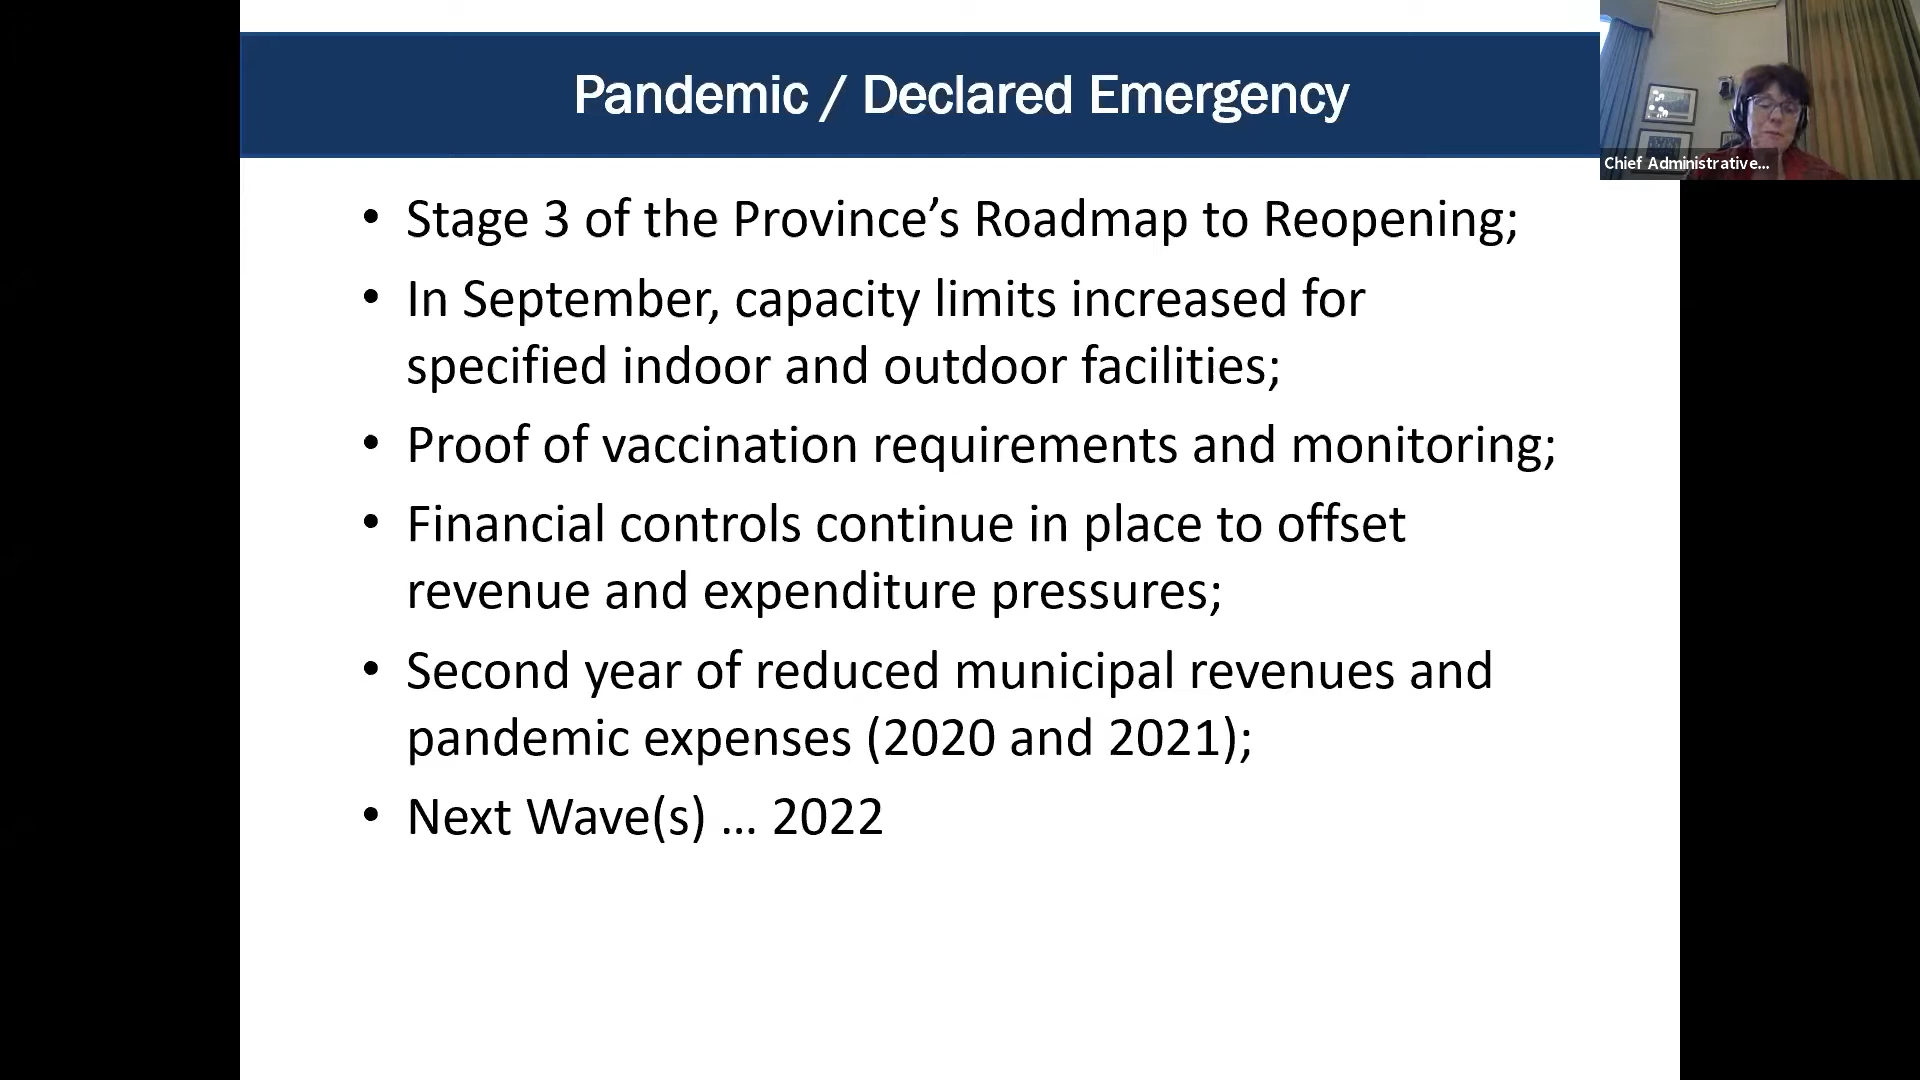 Pandemic / Declared Emergency
Chief Administrative...
• Stage 3 of the Province’s Roadmap to Reopening;
• In September, capacity limits increased for
specified indoor and outdoor facilities;
• Proof of vaccination requirements and monitoring;
• Financial controls continue in place to offset
revenue and expenditure pressures;
• Second year of reduced municipal revenues and
pandemic expenses (2020 and 2021);
• Next Wave(s) … 2022